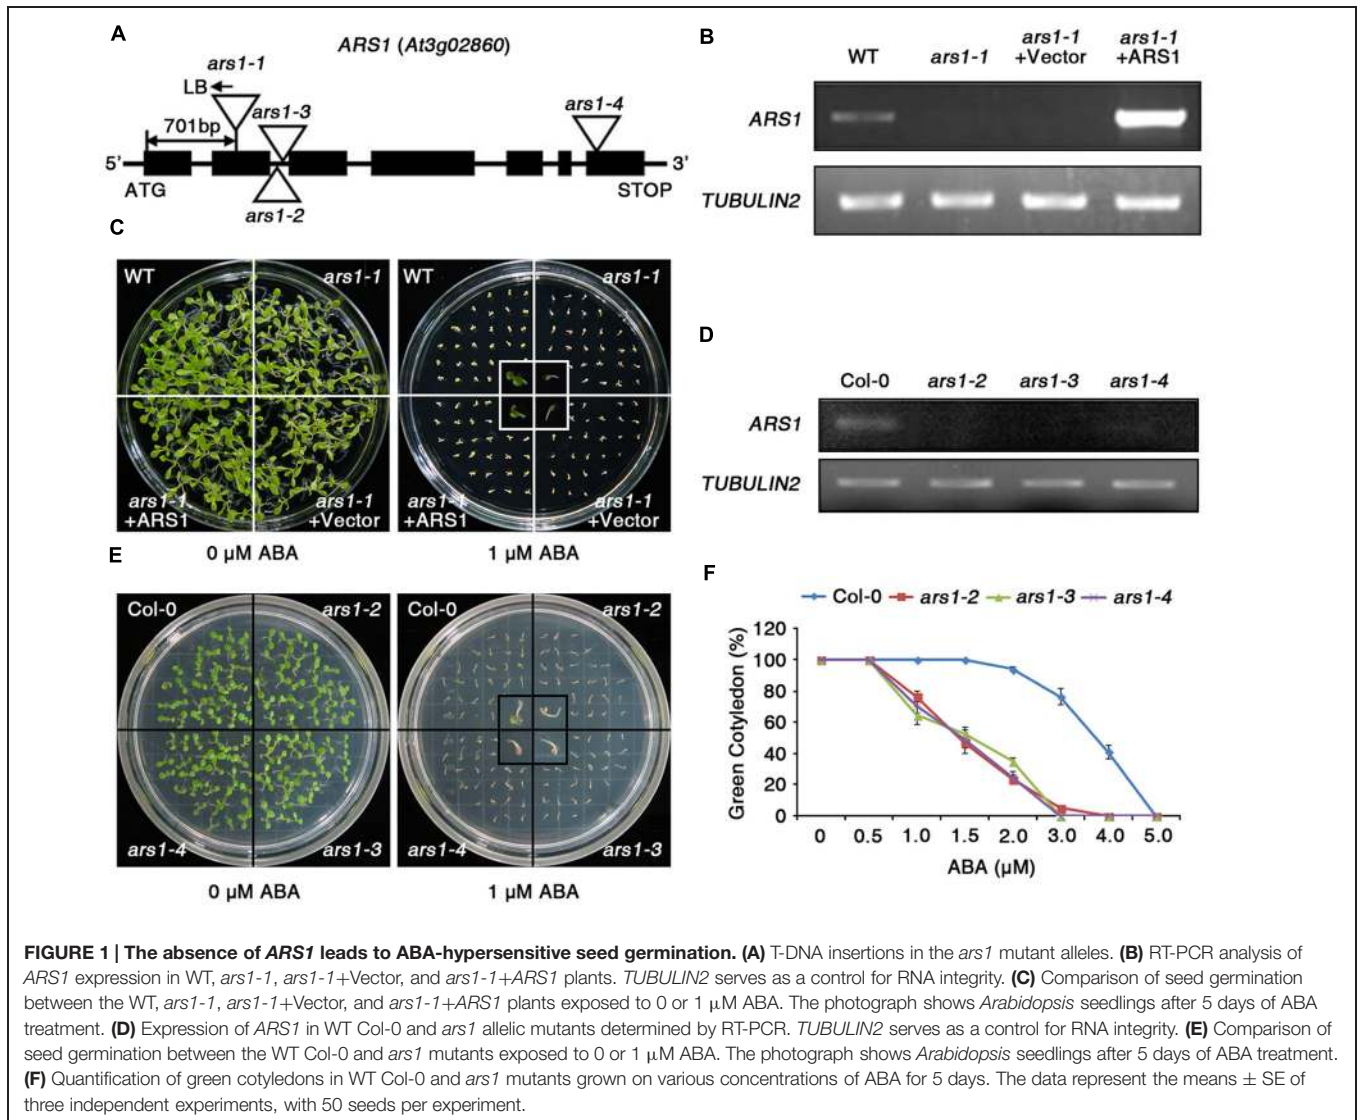 A
ARS1 (At3g02860)
ars1-1
LB
ars1-3
ars1-4
701bp
5'
3'
ATG
STOP
ars1-2
B
WT
ars1-1
ars1-1
+Vector
ars1-1
+ARS1
ARS1
TUBULIN2
C
WT
ars1-1
ars1-1
+ARS1
ars1-1
+Vector
0 µM ABA
WT
ars1-1
ars1-1
+ARS1
ars1-1
+Vector
1 µM ABA
D
Col-0
ars1-2
ars1-3
ars1-4
ARS1
TUBULIN2
E
Col-0
ars1-2
ars1-4
ars1-3
0 µM ABA
Col-0
ars1-2
ars1-4
ars1-3
1 µM ABA
F
Col-0 ars1-2 ars1-3 ars1-4
Green Cotyledon (%)
120
100
80
60
40
20
0
0 0.5 1.0 1.5 2.0 3.0 4.0 5.0
ABA (µM)
FIGURE 1 | The absence of ARS1 leads to ABA-hypersensitive seed germination. (A) T-DNA insertions in the ars1 mutant alleles. (B) RT-PCR analysis of
ARS1 expression in WT, ars1-1, ars1-1+Vector, and ars1-1+ARS1 plants. TUBULIN2 serves as a control for RNA integrity. (C) Comparison of seed germination
between the WT, ars1-1, ars1-1+Vector, and ars1-1+ARS1 plants exposed to 0 or 1 µM ABA. The photograph shows Arabidopsis seedlings after 5 days of ABA
treatment. (D) Expression of ARS1 in WT Col-0 and ars1 allelic mutants determined by RT-PCR. TUBULIN2 serves as a control for RNA integrity. (E) Comparison of
seed germination between the WT Col-0 and ars1 mutants exposed to 0 or 1 µM ABA. The photograph shows Arabidopsis seedlings after 5 days of ABA treatment.
(F) Quantification of green cotyledons in WT Col-0 and ars1 mutants grown on various concentrations of ABA for 5 days. The data represent the means ± SE of
three independent experiments, with 50 seeds per experiment.